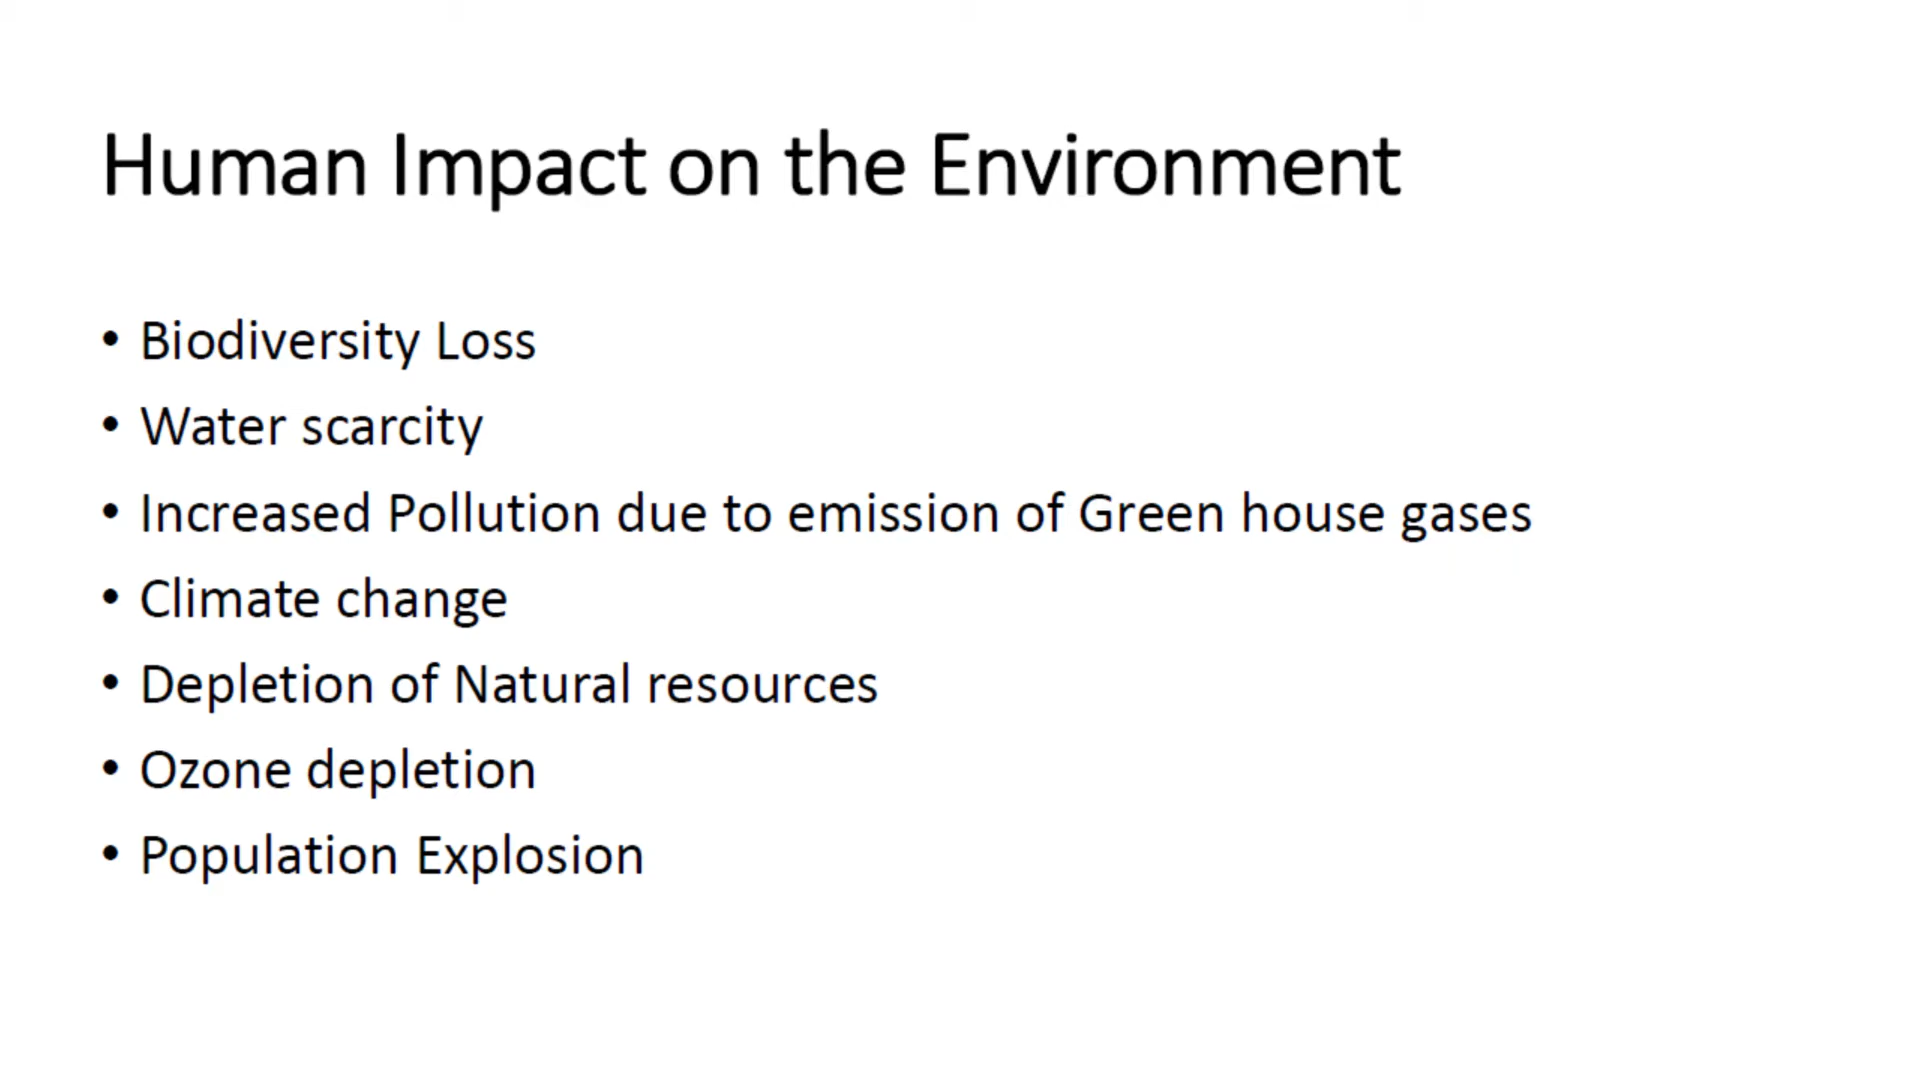 Human Impact on the Environment
• Biodiversity Loss
• Water scarcity
• Increased Pollution due to emission of Green house gases
• Climate change
• Depletion of Natural resources
• Ozone depletion
• Population Explosion